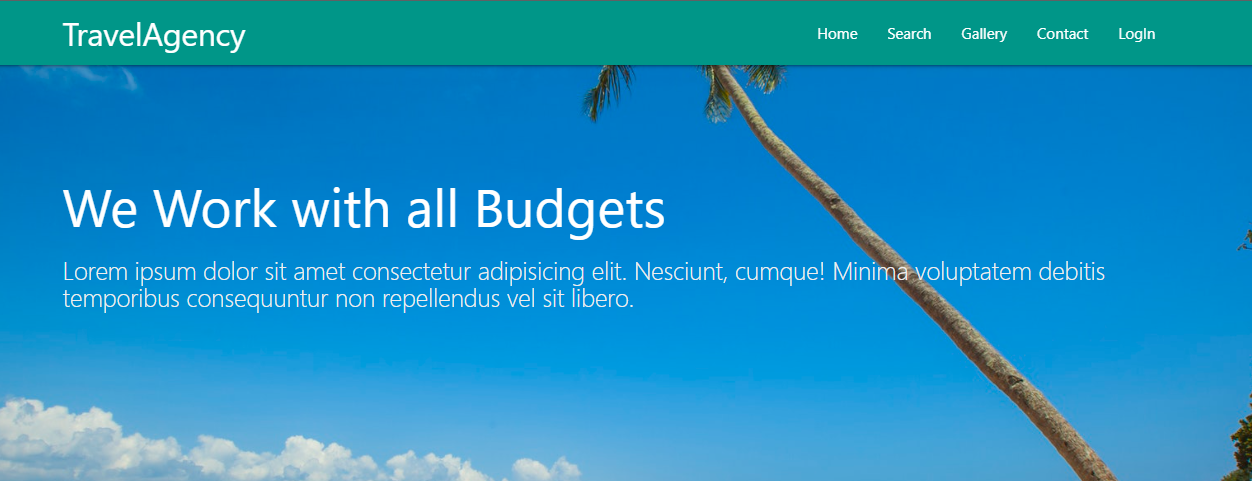 TravelAgency
Home Search Gallery Contact LogIn
We Work with all Budgets
Lorem ipsum dolor sit amet consectetur adipisicing elit. Nesciunt, cumque! Minima voluptatem debitis
temporibus consequuntur non repellendus vel sit libero.